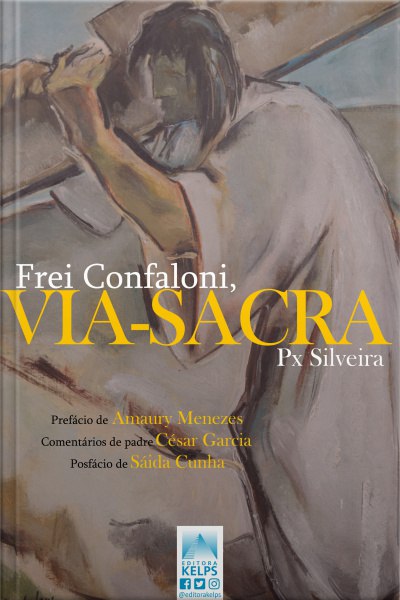 Frei Confaloni,
VIA-SACRA
Px Silveira
Prefácio de Amaury Menezes
Comentários de padre César Garcia
Posfácio de Sáida Cunha
EDITORA
KELPS
@editorakelps